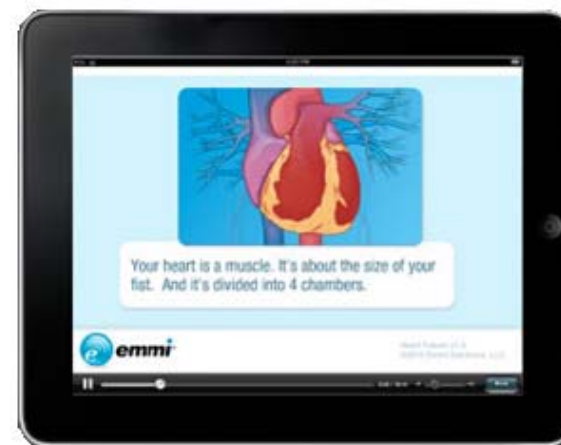 Your heart is a muscle. It's about the size of your
fist. And it's divided into 4 chambers.
e emmi